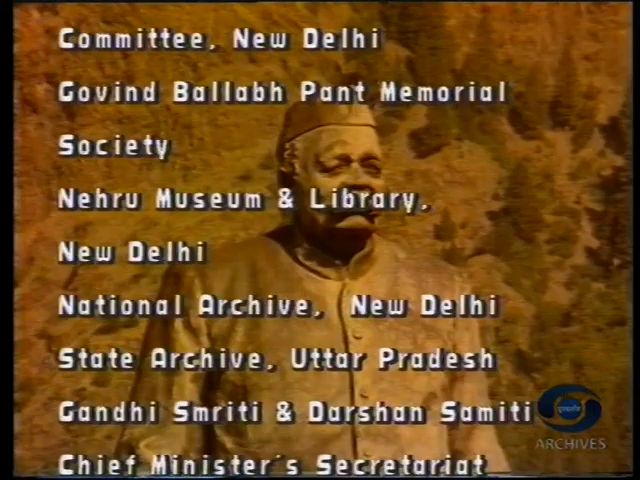 Committee, New Delhi
Govind Ballabh Pant Memorial
Society
Nehru Museum & Library,
New Delhi
National Archive, New Delhi
State Archive, Uttar Pradesh
Gandhi Smriti & Darshan Samiti
Chief Minister's Secretariat
ARCHIVES